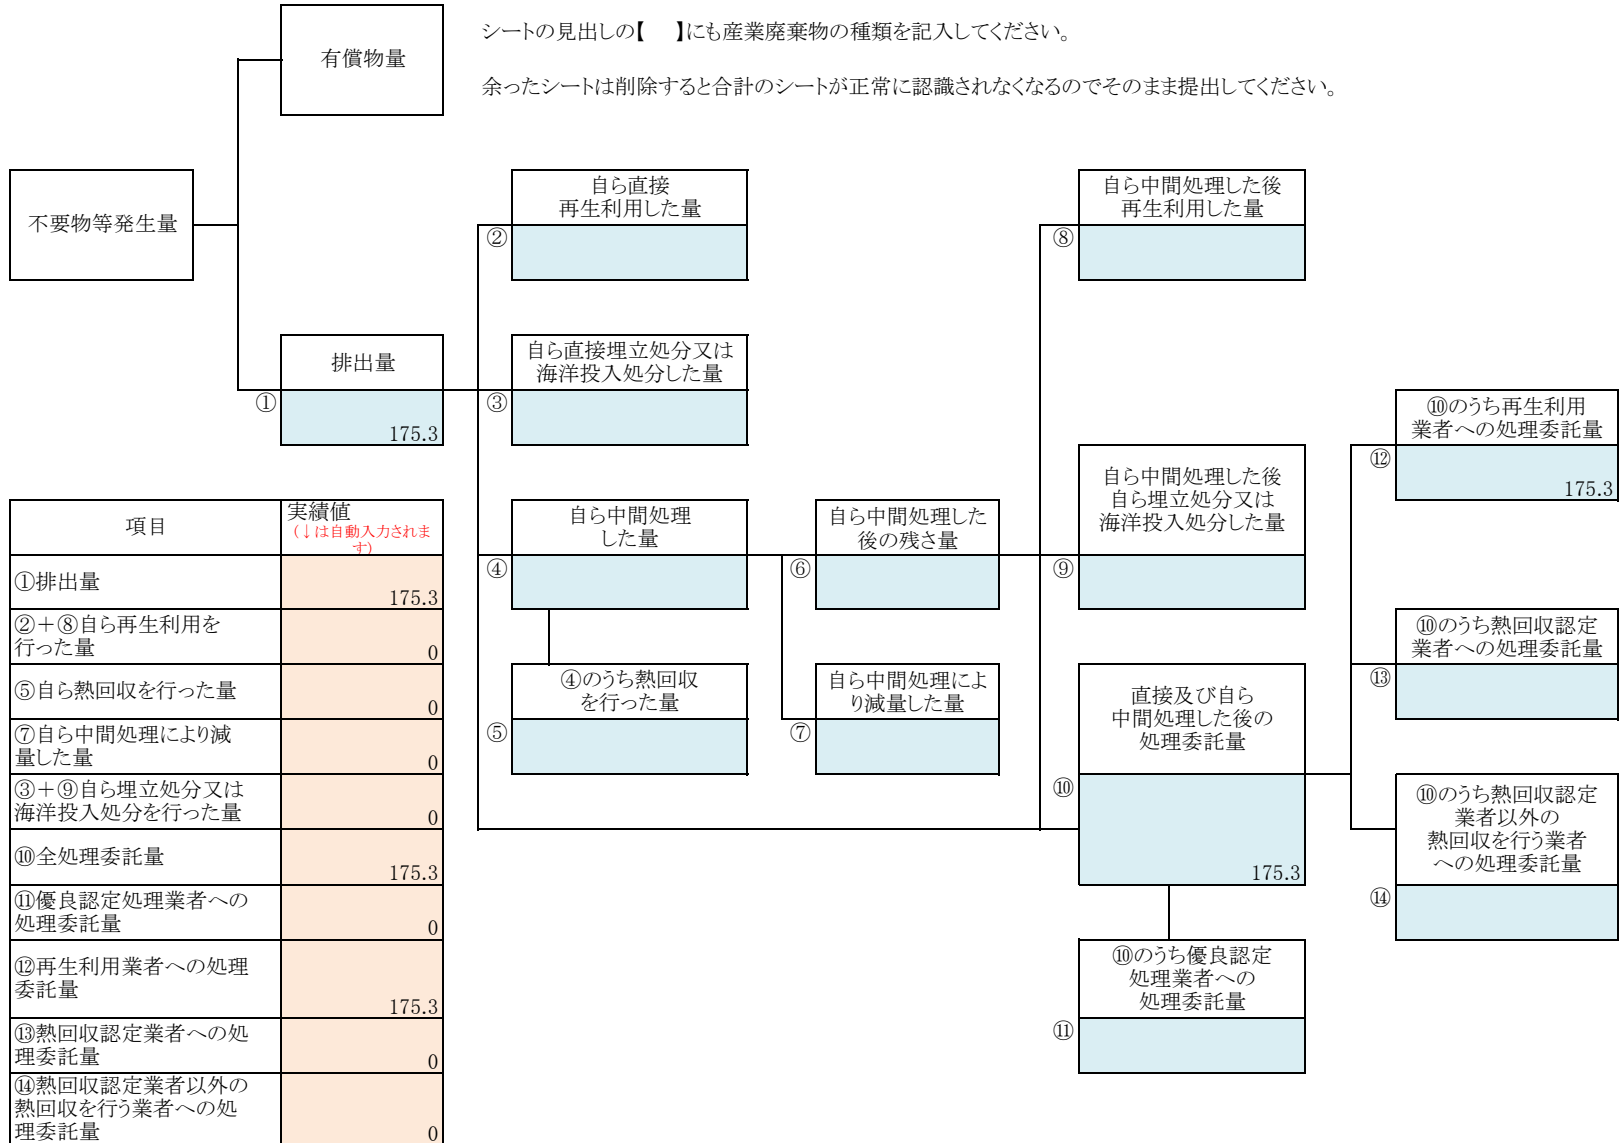 シートの見出しの【　】にも産業廃棄物の種類を記入してください。
余ったシートは削除すると合計のシートが正常に認識されなくなるのでそのまま提出してください。
有償物量
不要物等発生量
自ら直接
再生利用した量
②
自ら中間処理した後
再生利用した量
⑧
排出量
①
175.3
自ら直接埋立処分又は
海洋投入処分した量
③
⑩のうち再生利用
業者への処理委託量
⑫
175.3
自ら中間処理
した量
④
自ら中間処理した
後の残さ量
⑥
自ら中間処理した後
自ら埋立処分又は
海洋投入処分した量
⑨
④のうち熱回収
を行った量
⑤
自ら中間処理によ
り減量した量
⑦
直接及び自ら
中間処理した後の
処理委託量
⑩
175.3
⑩のうち熱回収認定
業者への処理委託量
⑬
⑩のうち熱回収認定
業者以外の
熱回収を行う業者
への処理委託量
⑭
⑩のうち優良認定
処理業者への
処理委託量
⑪
項目
実績値
(↓は自動入力されま
す)
①排出量
175.3
②＋⑧自ら再生利用を
行った量
0
⑤自ら熱回収を行った量
0
⑦自ら中間処理により減
量した量
0
③＋⑨自ら埋立処分又は
海洋投入処分を行った量
0
⑩全処理委託量
175.3
⑪優良認定処理業者への
処理委託量
0
⑫再生利用業者への処理
委託量
175.3
⑬熱回収認定業者への処
理委託量
0
⑭熱回収認定業者以外の
熱回収を行う業者への処
理委託量
0